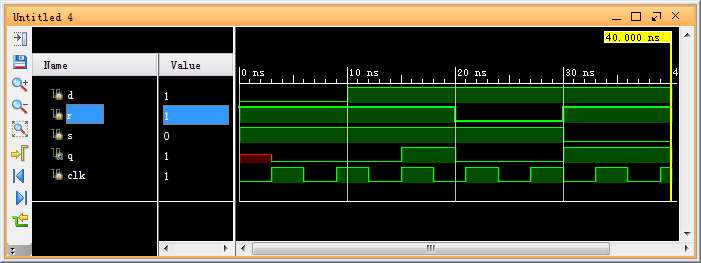 Untitled 4
40.000 ns
Name Value
0 ns 10 ns 20 ns 30 ns 4
d 1
r 1
s 0
q 1
clk 1